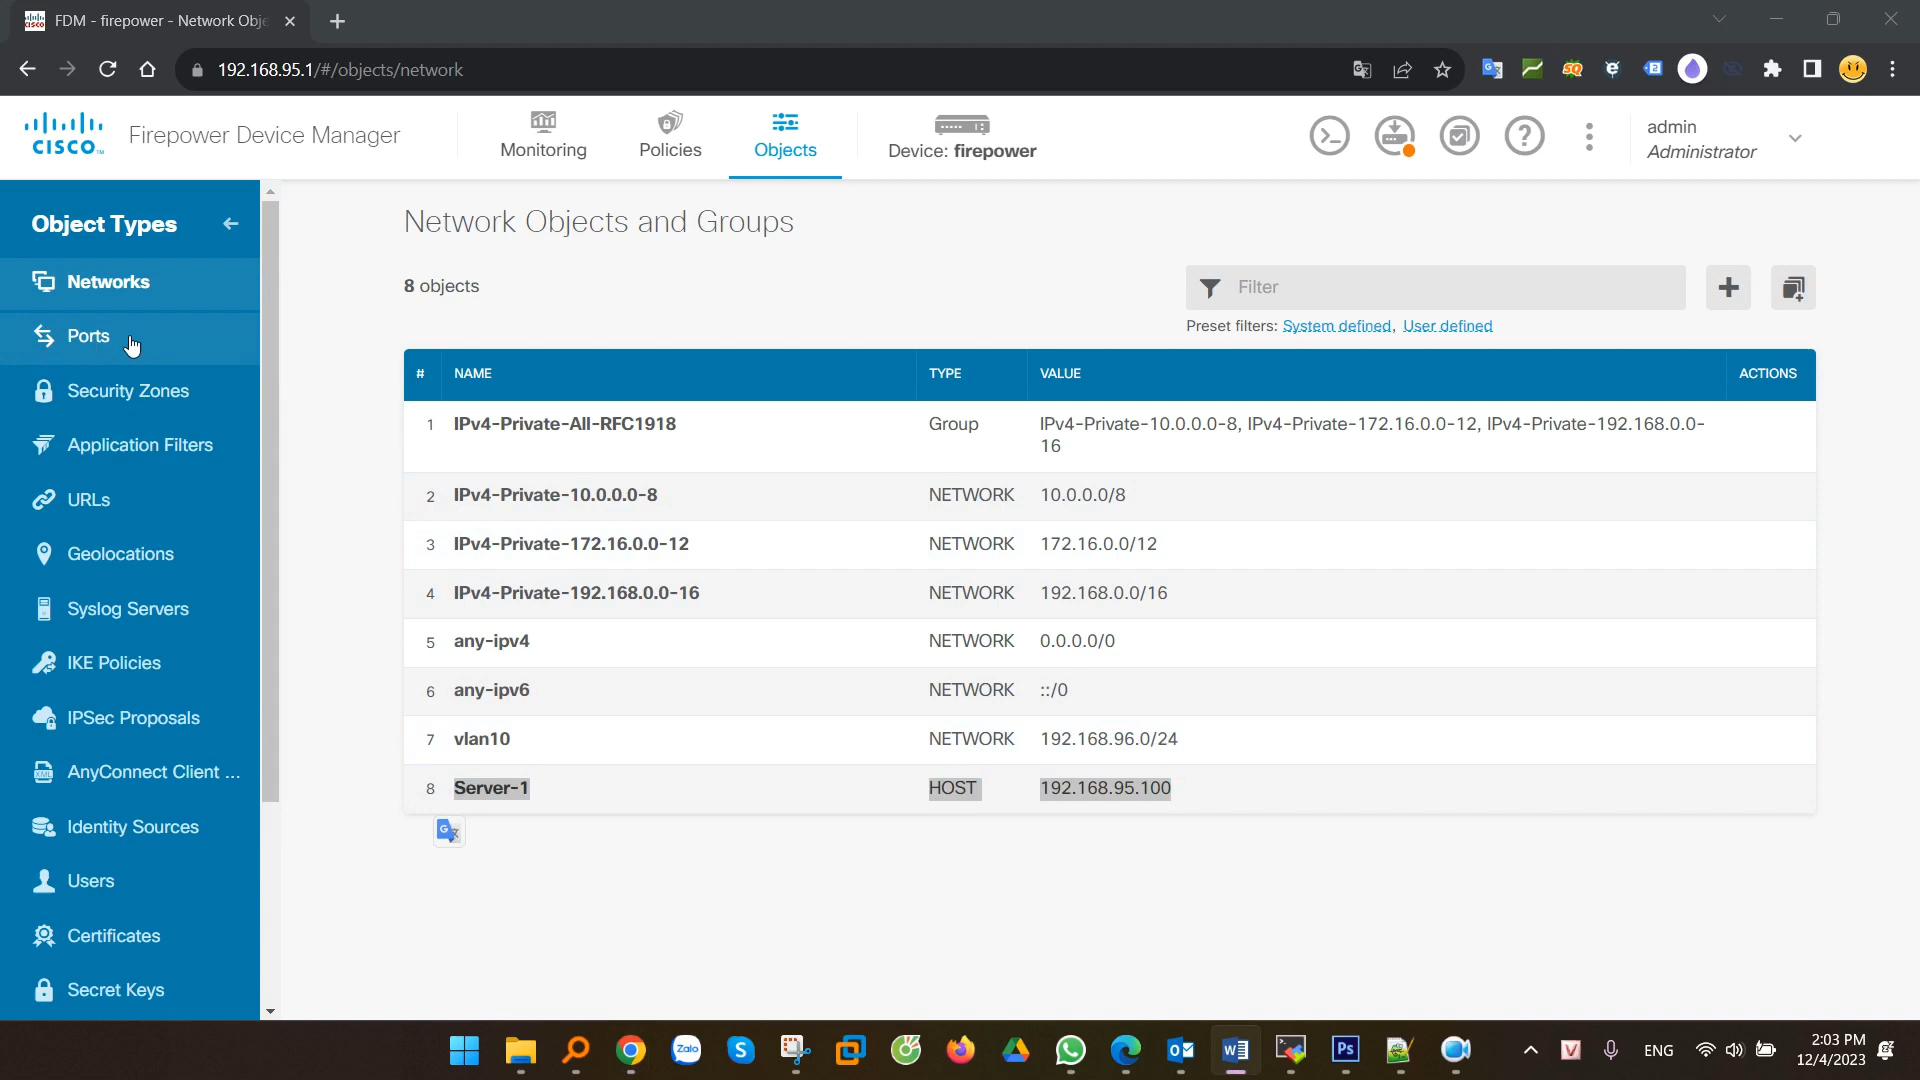 FDM - firepower - Network Obje
192.168.95.1/#/objects/network
CISCO
Firepower Device Manager
Monitoring
Policies
Objects
Device: firepower
admin
Administrator
Object Types
Networks
Ports
Security Zones
Application Filters
URLs
Geolocations
Syslog Servers
IKE Policies
IPSec Proposals
AnyConnect Client ...
Identity Sources
Users
Certificates
Secret Keys
Network Objects and Groups
8 objects
Filter
Preset filters: System defined, User defined
# NAME TYPE VALUE ACTIONS
1 IPv4-Private-All-RFC1918 Group IPv4-Private-10.0.0.0-8, IPv4-Private-172.16.0.0-12, IPv4-Private-192.168.0.0-
16
2 IPv4-Private-10.0.0.0-8 NETWORK 10.0.0.0/8
3 IPv4-Private-172.16.0.0-12 NETWORK 172.16.0.0/12
4 IPv4-Private-192.168.0.0-16 NETWORK 192.168.0.0/16
5 any-ipv4 NETWORK 0.0.0.0/0
6 any-ipv6 NETWORK ::/0
7 vlan10 NETWORK 192.168.96.0/24
8 Server-1 HOST 192.168.95.100
Zalo
Ps
ENG
2:03 PM
12/4/2023